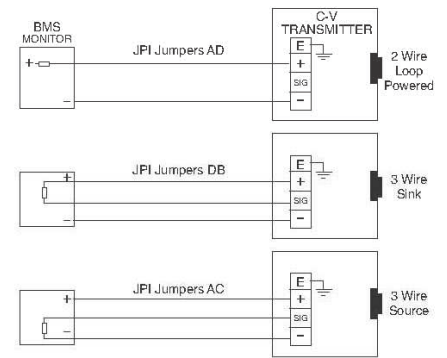 BMS
MONITOR
C-V
TRANSMITTER
JPI Jumpers AD
+
−
E
+
SIG
−
2 Wire
Loop
Powered
JPI Jumpers DB
+
−
E
+
SIG
−
3 Wire
Sink
JPI Jumpers AC
+
−
E
+
SIG
−
3 Wire
Source